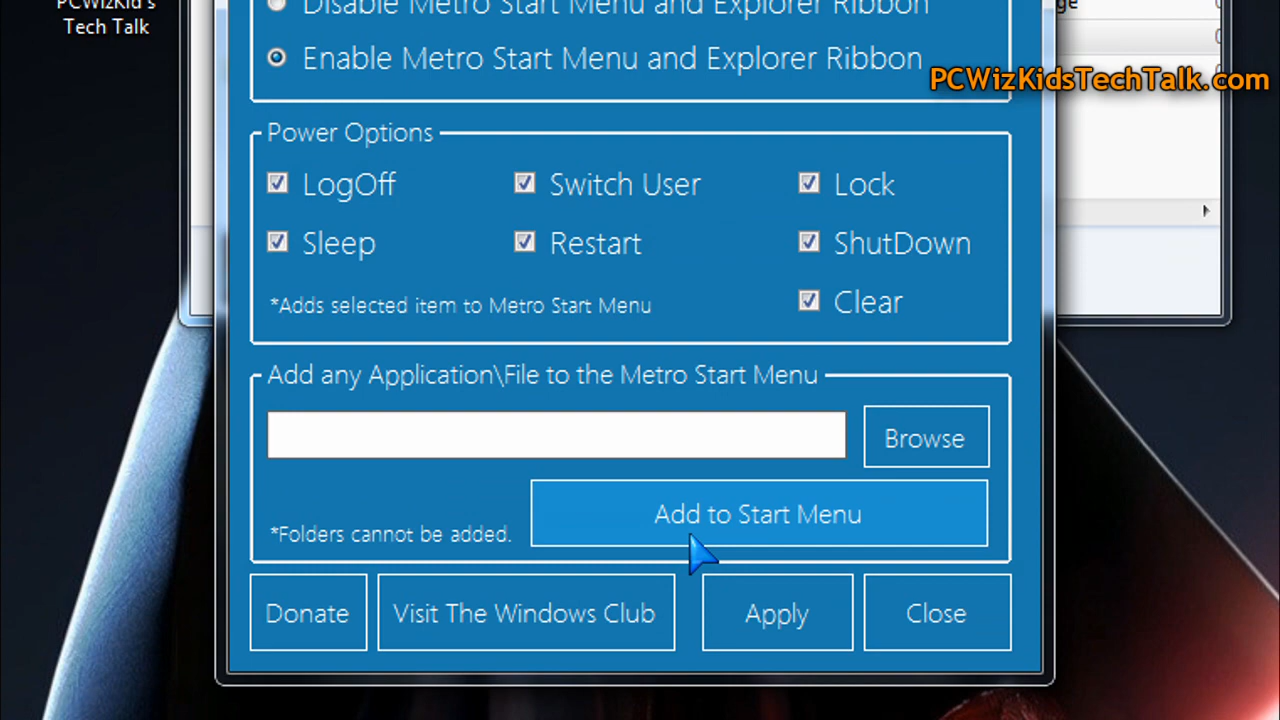 PCWizKid's
Tech Talk
Disable Metro Start Menu and Explorer Ribbon
Enable Metro Start Menu and Explorer Ribbon
PCWizKidsTechTalk.com
Power Options
LogOff
Switch User
Lock
Sleep
Restart
ShutDown
*Adds selected item to Metro Start Menu
Clear
Add any Application\File to the Metro Start Menu
Browse
*Folders cannot be added.
Add to Start Menu
Donate
Visit The Windows Club
Apply
Close